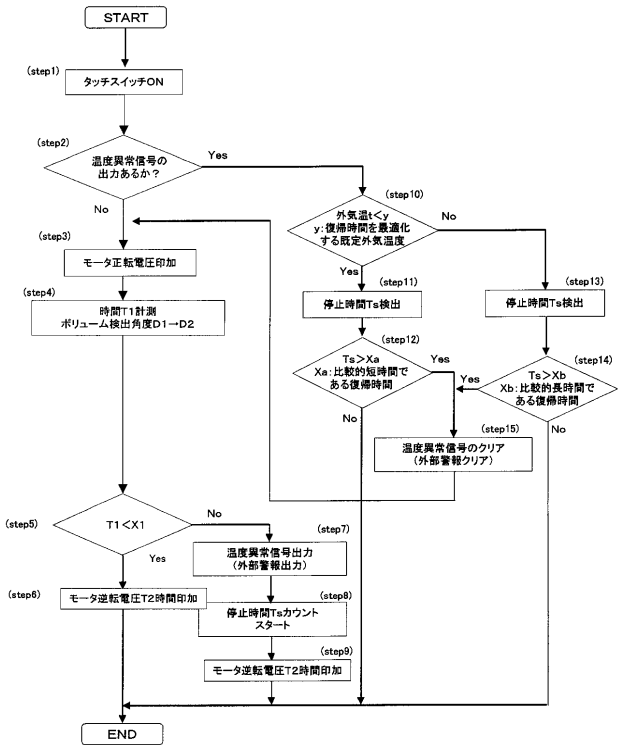 START
(step1)
タッチスイッチON
(step2)
温度異常信号の
出力あるか？
Yes
No
(step10)
外気温t＜y
y：復帰時間を最適化
する既定外気温度
No
Yes
(step3)
モータ正転電圧印加
(step4)
時間T1計測
ボリューム検出角度D1→D2
(step11)
停止時間Ts検出
(step13)
停止時間Ts検出
(step12)
Ts＞Xa
Xa：比較的短時間で
ある復帰時間
Yes
No
(step14)
Ts＞Xb
Xb：比較的長時間で
ある復帰時間
Yes
No
(step15)
温度異常信号のクリア
（外部警報クリア）
(step5)
T1＜X1
No
Yes
(step6)
モータ逆転電圧T2時間印加
(step7)
温度異常信号出力
（外部警報出力）
(step8)
停止時間Tsカウント
スタート
(step9)
モータ逆転電圧T2時間印加
END